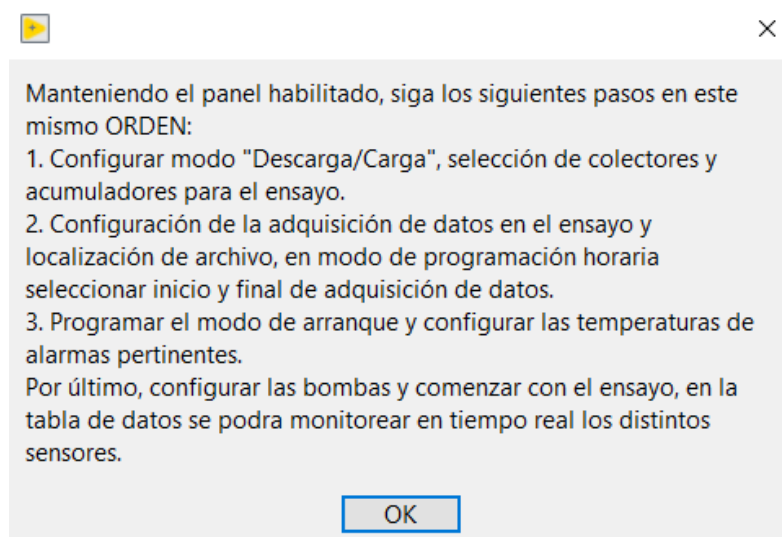 Manteniendo el panel habilitado, siga los siguientes pasos en este
mismo ORDEN:
1. Configurar modo "Descarga/Carga", selección de colectores y
acumuladores para el ensayo.
2. Configuración de la adquisición de datos en el ensayo y
localización de archivo, en modo de programación horaria
seleccionar inicio y final de adquisición de datos.
3. Programar el modo de arranque y configurar las temperaturas de
alarmas pertinentes.
Por último, configurar las bombas y comenzar con el ensayo, en la
tabla de datos se podra monitorear en tiempo real los distintos
sensores.
OK